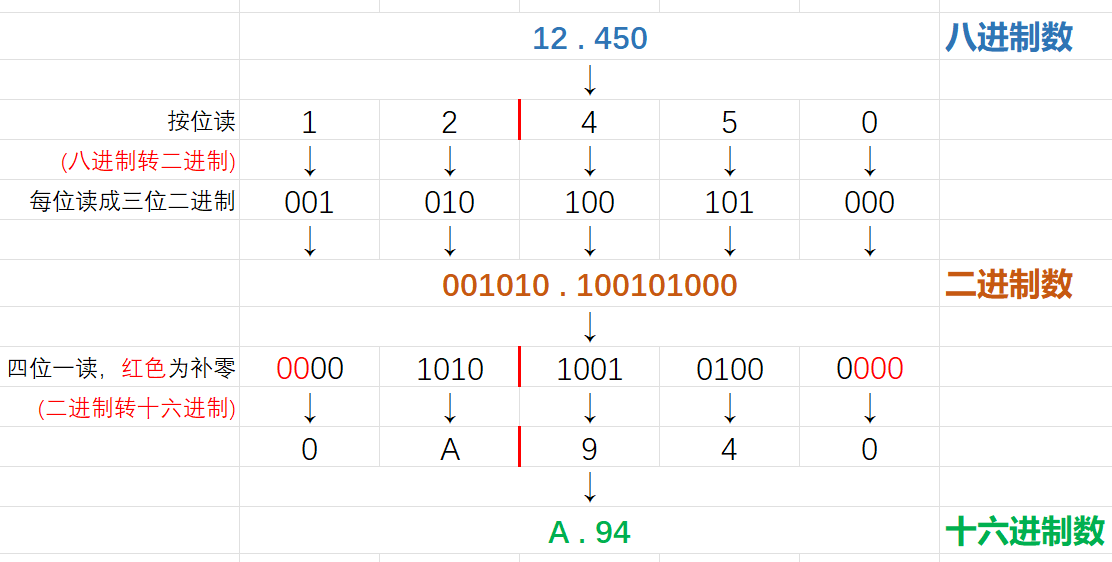 12 . 450 八进制数
↓
按位读 1 2 4 5 0
(八进制转二进制) ↓ ↓ ↓ ↓ ↓
每位读成三位二进制 001 010 100 101 000
↓ ↓ ↓ ↓ ↓
001010 . 100101000 二进制数
↓
四位一读，红色为补零 0000 1010 1001 0100 0000
(二进制转十六进制) ↓ ↓ ↓ ↓ ↓
0 A 9 4 0
↓
A . 94 十六进制数